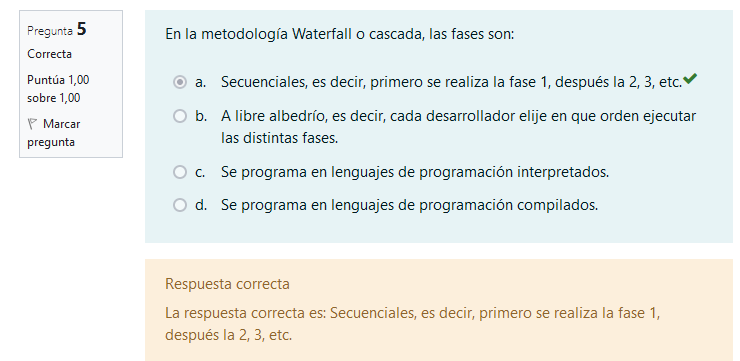 Pregunta 5
Correcta
Puntúa 1,00
sobre 1,00
Marcar
pregunta
En la metodología Waterfall o cascada, las fases son:
a. Secuenciales, es decir, primero se realiza la fase 1, después la 2, 3, etc.
b. A libre albedrío, es decir, cada desarrollador elije en que orden ejecutar
las distintas fases.
c. Se programa en lenguajes de programación interpretados.
d. Se programa en lenguajes de programación compilados.
Respuesta correcta
La respuesta correcta es: Secuenciales, es decir, primero se realiza la fase 1,
después la 2, 3, etc.